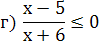 г) (x − 5)/(x + 6) ≤ 0